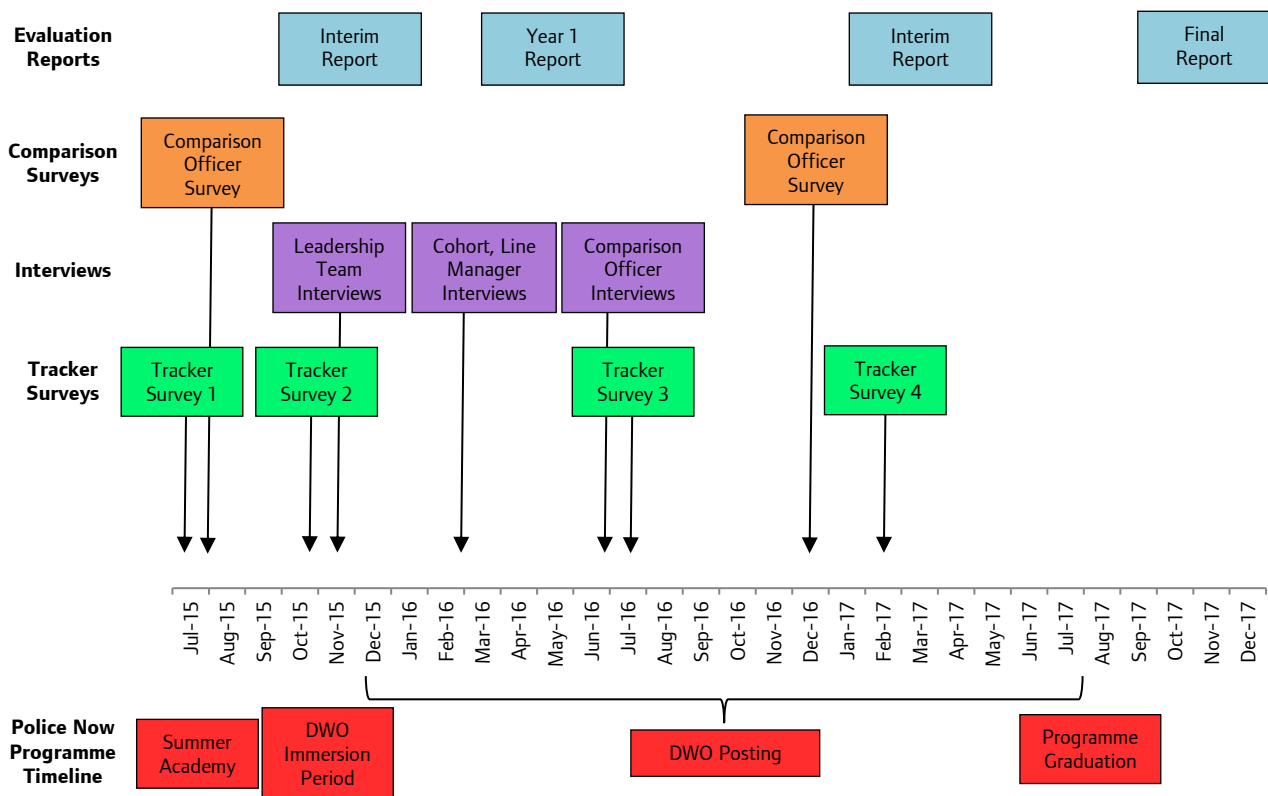 Evaluation
Reports
Interim
Report
Year 1
Report
Interim
Report
Final
Report
Comparison
Surveys
Comparison
Officer
Survey
Comparison
Officer
Survey
Interviews
Leadership
Team
Interviews
Cohort, Line
Manager
Interviews
Comparison
Officer
Interviews
Tracker
Surveys
Tracker
Survey 1
Tracker
Survey 2
Tracker
Survey 3
Tracker
Survey 4
Jul-15
Aug-15
Sep-15
Oct-15
Nov-15
Dec-15
Jan-16
Feb-16
Mar-16
Apr-16
May-16
Jun-16
Jul-16
Aug-16
Sep-16
Oct-16
Nov-16
Dec-16
Jan-17
Feb-17
Mar-17
Apr-17
May-17
Jun-17
Jul-17
Aug-17
Sep-17
Oct-17
Nov-17
Dec-17
Police Now
Programme
Timeline
Summer
Academy
DWO
Immersion
Period
DWO Posting
Programme
Graduation